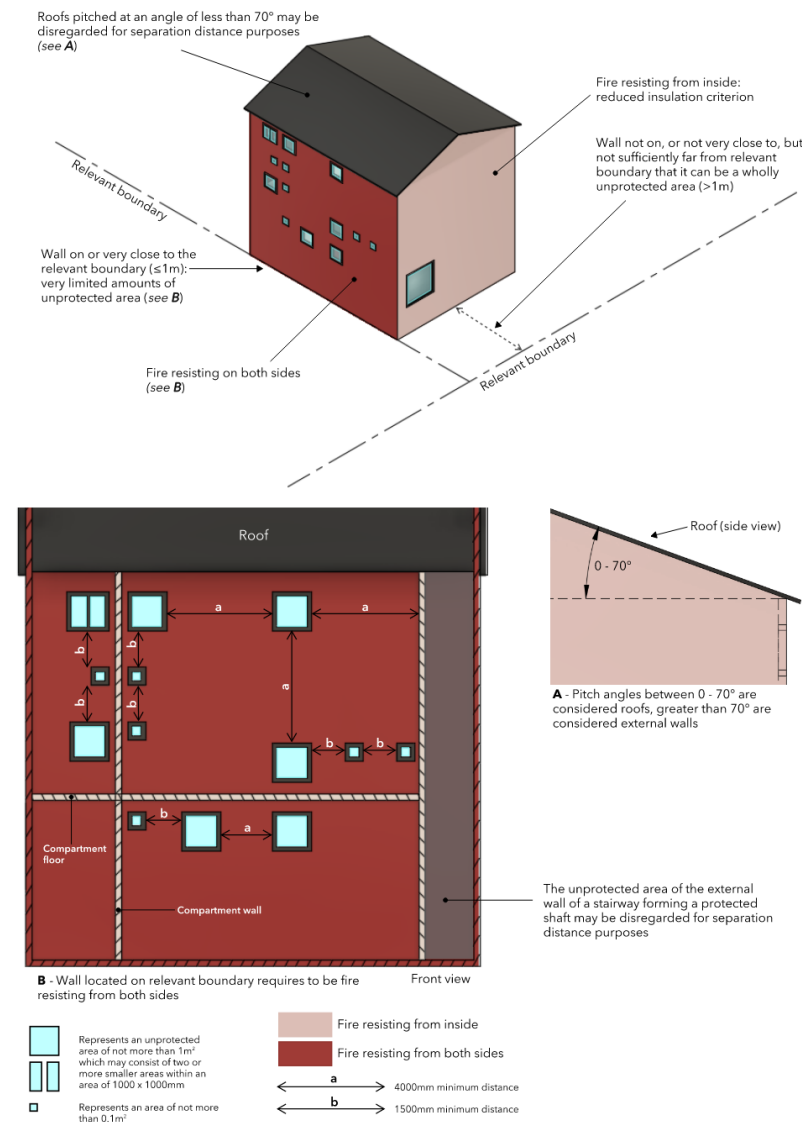 Roofs pitched at an angle of less than 70° may be
disregarded for separation distance purposes
(see A)
Fire resisting from inside:
reduced insulation criterion
Wall not on, or not very close to, but
not sufficiently far from relevant
boundary that it can be a wholly
unprotected area (>1m)
Relevant boundary
Wall on or very close to the
relevant boundary (≤1m):
very limited amounts of
unprotected area (see B)
Fire resisting on both sides
(see B)
Relevant boundary
Roof
a
a
b
b
a
b
b
b
b
b
a
Compartment
floor
Compartment wall
Roof (side view)
0 - 70°
A - Pitch angles between 0 - 70° are
considered roofs, greater than 70° are
considered external walls
The unprotected area of the external
wall of a stairway forming a protected
shaft may be disregarded for separation
distance purposes
B - Wall located on relevant boundary requires to be fire
resisting from both sides
Front view
Represents an unprotected
area of not more than 1m²
which may consist of two or
more smaller areas within an
area of 1000 x 1000mm
Represents an area of not more
than 0.1m²
Fire resisting from inside
Fire resisting from both sides
a
4000mm minimum distance
b
1500mm minimum distance